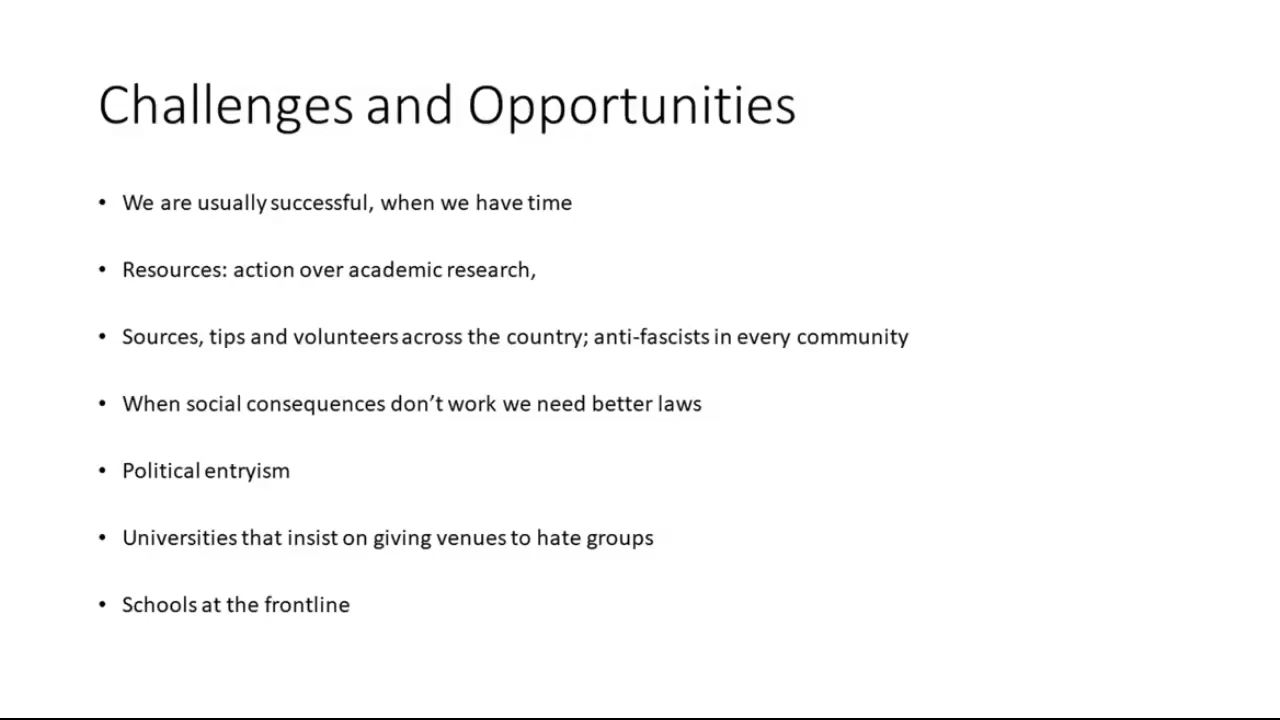 Challenges and Opportunities
• We are usually successful, when we have time
• Resources: action over academic research,
• Sources, tips and volunteers across the country; anti-fascists in every community
• When social consequences don’t work we need better laws
• Political entryism
• Universities that insist on giving venues to hate groups
• Schools at the frontline